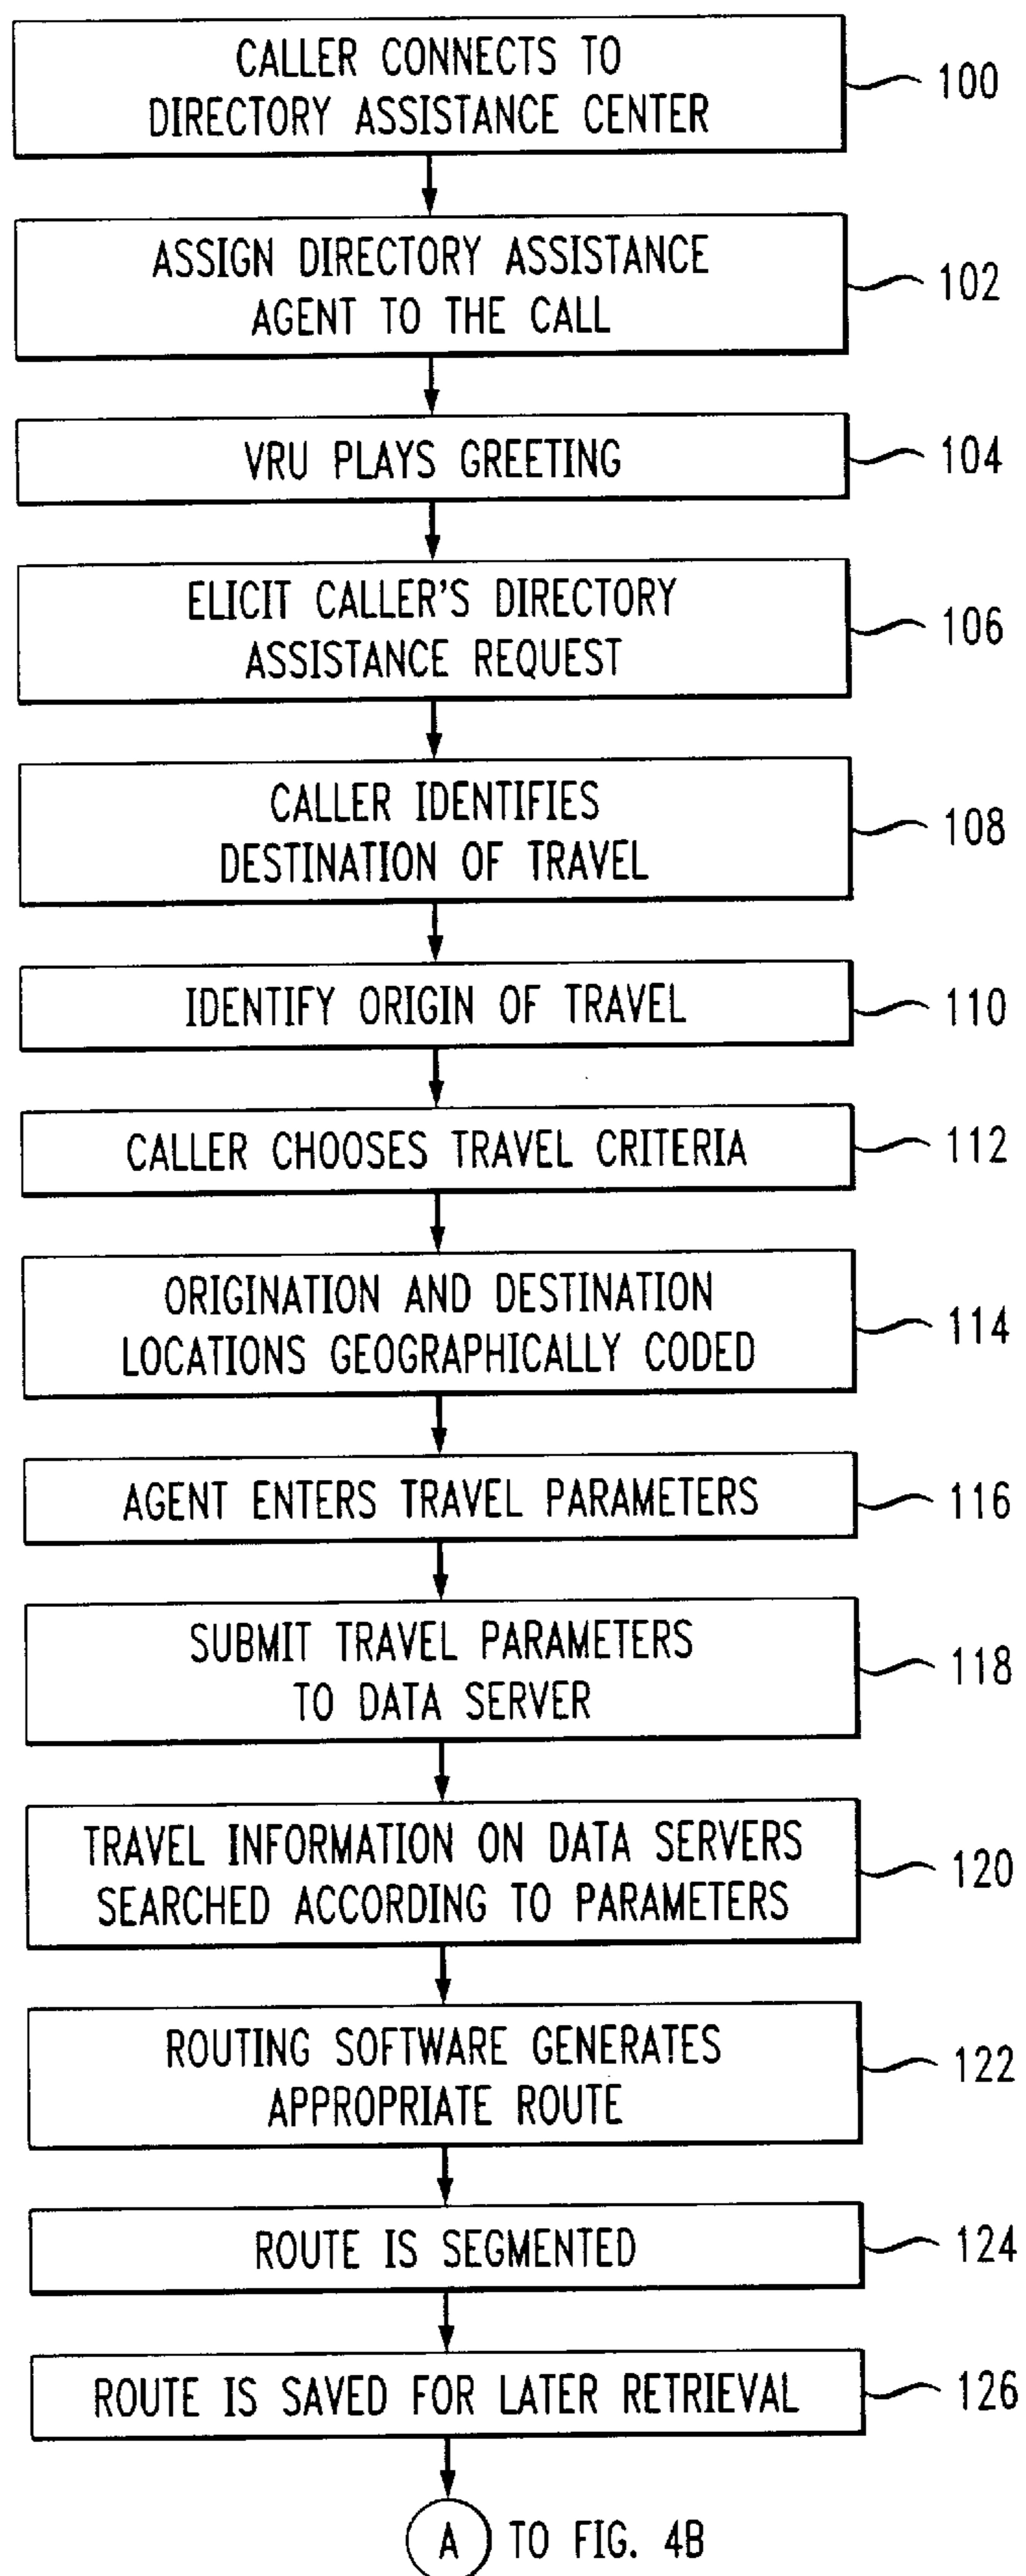 CALLER CONNECTS TO
DIRECTORY ASSISTANCE CENTER
100
ASSIGN DIRECTORY ASSISTANCE
AGENT TO THE CALL
102
VRU PLAYS GREETING
104
ELICIT CALLER'S DIRECTORY
ASSISTANCE REQUEST
106
CALLER IDENTIFIES
DESTINATION OF TRAVEL
108
IDENTIFY ORIGIN OF TRAVEL
110
CALLER CHOOSES TRAVEL CRITERIA
112
ORIGINATION AND DESTINATION
LOCATIONS GEOGRAPHICALLY CODED
114
AGENT ENTERS TRAVEL PARAMETERS
116
SUBMIT TRAVEL PARAMETERS
TO DATA SERVER
118
TRAVEL INFORMATION ON DATA SERVERS
SEARCHED ACCORDING TO PARAMETERS
120
ROUTING SOFTWARE GENERATES
APPROPRIATE ROUTE
122
ROUTE IS SEGMENTED
124
ROUTE IS SAVED FOR LATER RETRIEVAL
126
A TO FIG. 4B